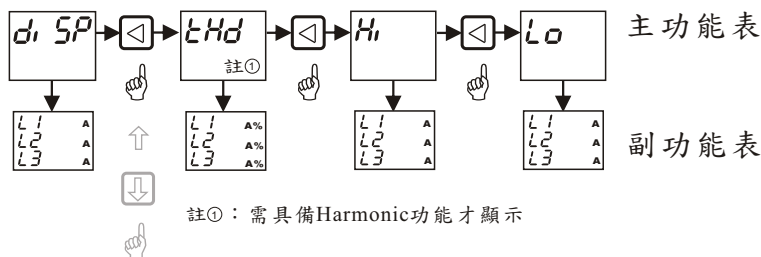 di SP tHd Hi Lo 主功能表
註①
L1 A L1 A% L1 A L1 A
L2 A L2 A% L2 A L2 A
L3 A L3 A% L3 A L3 A
副功能表
註①：需具備Harmonic功能才顯示